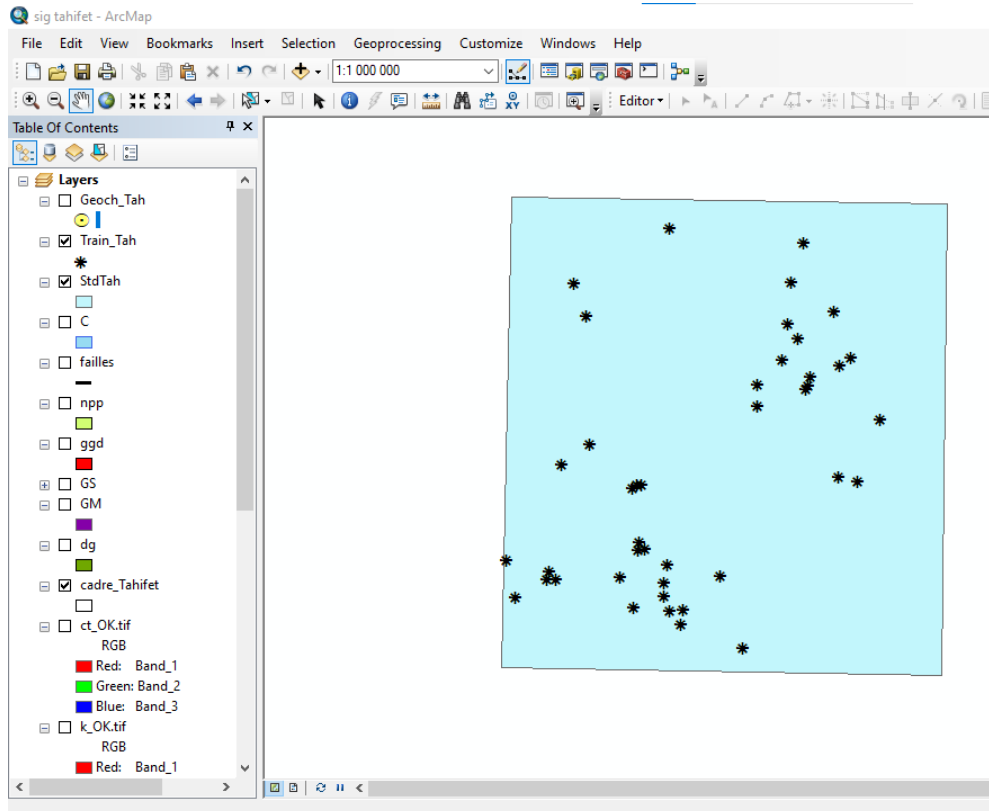 sig tahifet - ArcMap
File Edit View Bookmarks Insert Selection Geoprocessing Customize Windows Help
1:1 000 000
Editor
Table Of Contents
Layers
Geoch_Tah
Train_Tah
StdTah
C
failles
npp
ggd
GS
GM
dg
cadre_Tahifet
ct_OK.tif
RGB
Red: Band_1
Green: Band_2
Blue: Band_3
k_OK.tif
RGB
Red: Band_1